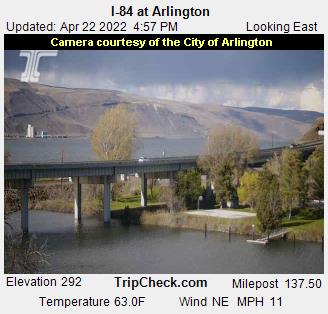 I-84 at Arlington
Updated: Apr 22 2022 4:57 PM Looking East
Camera courtesy of the City of Arlington
Elevation 292 TripCheck.com Milepost 137.50
Temperature 63.0F Wind NE MPH 11